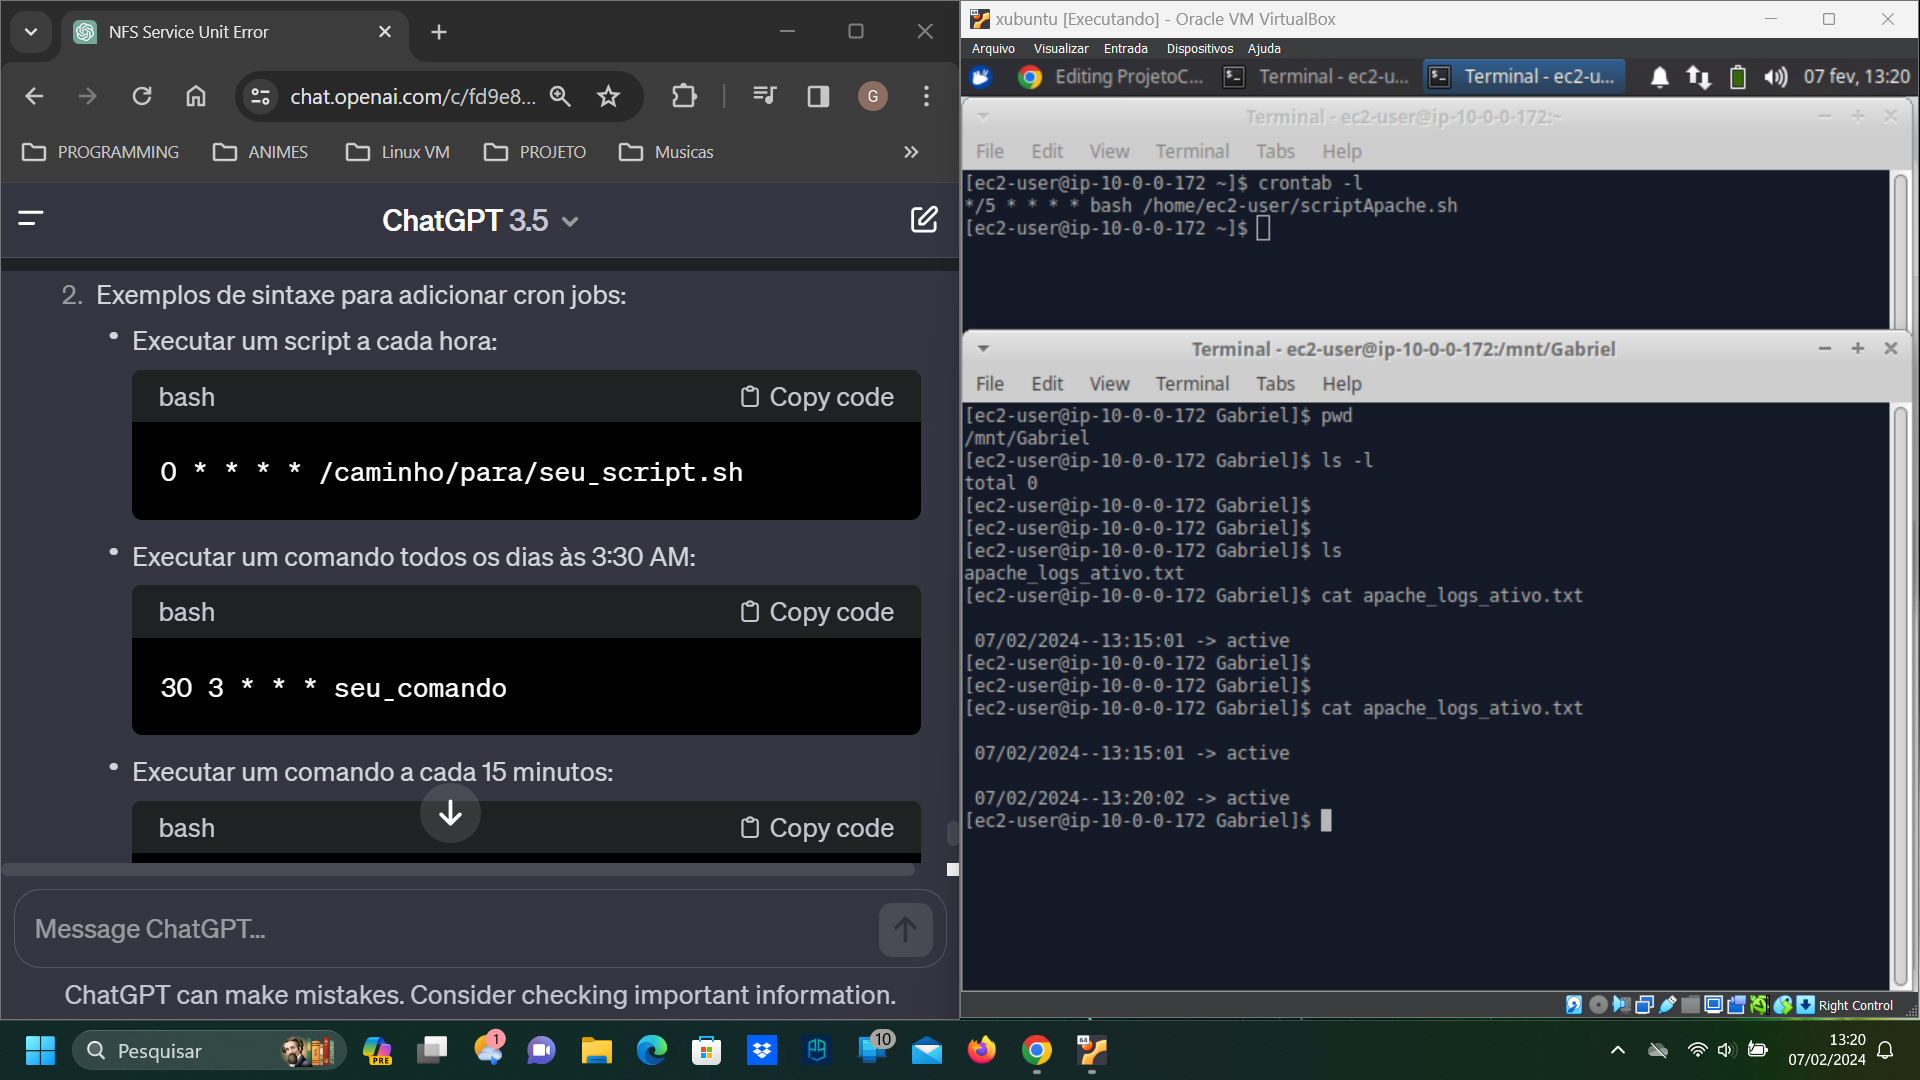 NFS Service Unit Error
chat.openai.com/c/fd9e8...
G
PROGRAMMING
ANIMES
Linux VM
PROJETO
Musicas
ChatGPT 3.5
2. Exemplos de sintaxe para adicionar cron jobs:
• Executar um script a cada hora:
bash
Copy code
0 * * * * /caminho/para/seu_script.sh
• Executar um comando todos os dias às 3:30 AM:
bash
Copy code
30 3 * * * seu_comando
• Executar um comando a cada 15 minutos:
bash
Copy code
Message ChatGPT...
ChatGPT can make mistakes. Consider checking important information.
xubuntu [Executando] - Oracle VM VirtualBox
Arquivo Visualizar Entrada Dispositivos Ajuda
Editing ProjetoC...
Terminal - ec2-u...
Terminal - ec2-u...
07 fev, 13:20
Terminal - ec2-user@ip-10-0-0-172:~
File Edit View Terminal Tabs Help
[ec2-user@ip-10-0-0-172 ~]$ crontab -l
*/5 * * * * bash /home/ec2-user/scriptApache.sh
[ec2-user@ip-10-0-0-172 ~]$
Terminal - ec2-user@ip-10-0-0-172:/mnt/Gabriel
File Edit View Terminal Tabs Help
[ec2-user@ip-10-0-0-172 Gabriel]$ pwd
/mnt/Gabriel
[ec2-user@ip-10-0-0-172 Gabriel]$ ls -l
total 0
[ec2-user@ip-10-0-0-172 Gabriel]$
[ec2-user@ip-10-0-0-172 Gabriel]$
[ec2-user@ip-10-0-0-172 Gabriel]$ ls
apache_logs_ativo.txt
[ec2-user@ip-10-0-0-172 Gabriel]$ cat apache_logs_ativo.txt
07/02/2024--13:15:01 -> active
[ec2-user@ip-10-0-0-172 Gabriel]$
[ec2-user@ip-10-0-0-172 Gabriel]$
[ec2-user@ip-10-0-0-172 Gabriel]$ cat apache_logs_ativo.txt
07/02/2024--13:15:01 -> active
07/02/2024--13:20:02 -> active
[ec2-user@ip-10-0-0-172 Gabriel]$
Right Control
Pesquisar
PRE
1
10
64
13:20
07/02/2024